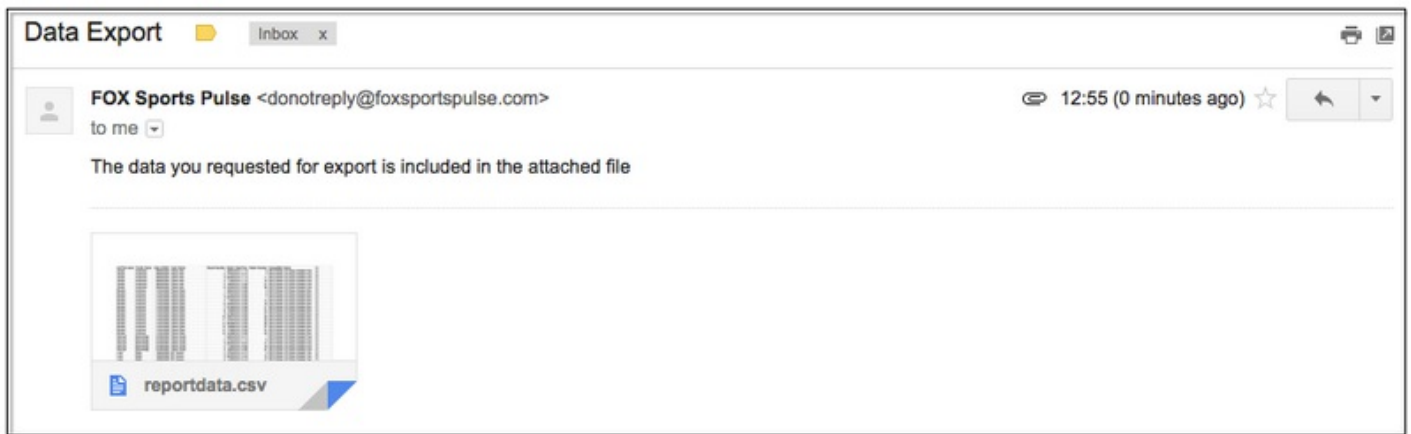 Data Export Inbox x
FOX Sports Pulse <donotreply@foxsportspulse.com> 12:55 (0 minutes ago)
to me
The data you requested for export is included in the attached file
reportdata.csv